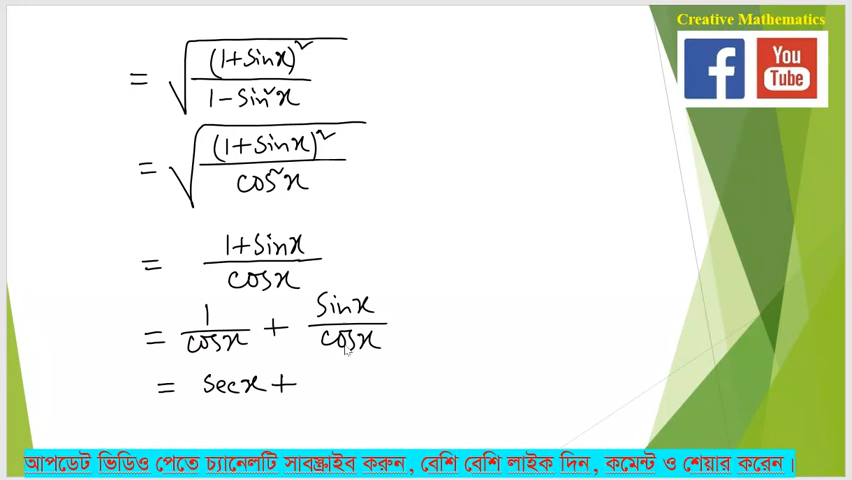 Creative Mathematics
f
You
Tube
= √((1+sinx)² / (1-sin²x))
= √((1+sinx)² / cos²x)
= (1+sinx) / cosx
= 1/cosx + sinx/cosx
= secx +
আপডেট ভিডিও পেতে চ্যানেলটি সাবস্ক্রাইব করুন, বেশি বেশি লাইক দিন, কমেন্ট ও শেয়ার করেন।